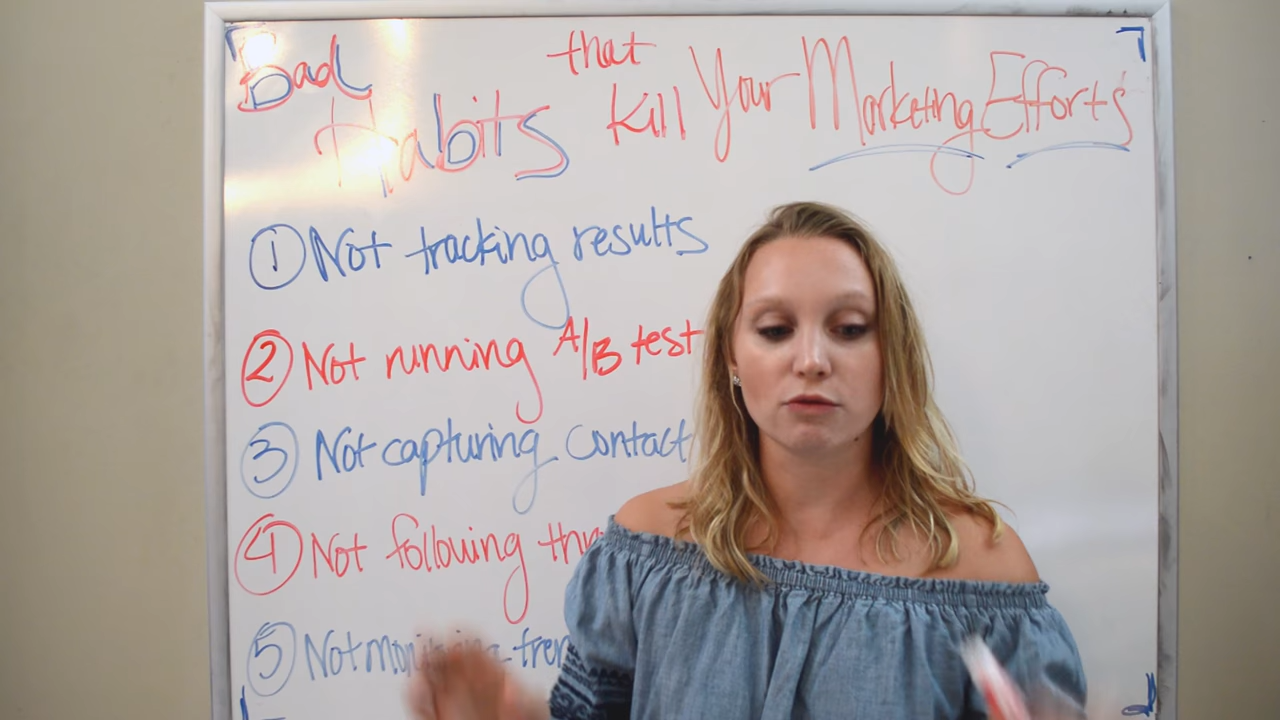 Bad Habits that Kill Your Marketing Efforts
① Not tracking results
② Not running A/B test
③ Not capturing contact
④ Not following
⑤ Not